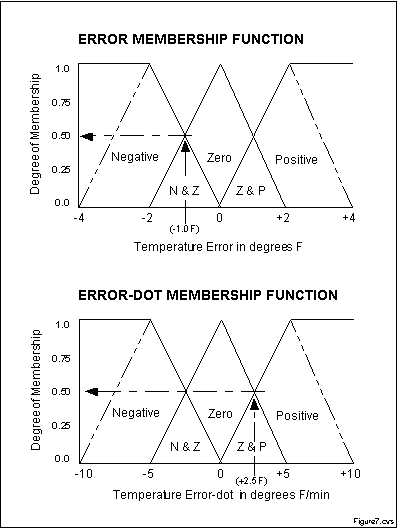 ERROR MEMBERSHIP FUNCTION
Degree of Membership
1.0
0.75
0.50
0.25
0.0
Negative
Zero
Positive
N & Z
Z & P
-4
-2
0
+2
+4
(-1.0 F)
Temperature Error in degrees F
ERROR-DOT MEMBERSHIP FUNCTION
Degree of Membership
1.0
0.75
0.50
0.25
0.0
Negative
Zero
Positive
N & Z
Z & P
-10
-5
0
+5
+10
(+2.5 F)
Temperature Error-dot in degrees F/min
Figure7.cvs